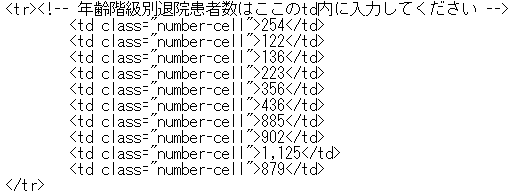 <tr><!-- 年齢階級別退院患者数はここのtd内に入力してください -->
<td class="number-cell">254</td>
<td class="number-cell">122</td>
<td class="number-cell">136</td>
<td class="number-cell">223</td>
<td class="number-cell">356</td>
<td class="number-cell">436</td>
<td class="number-cell">885</td>
<td class="number-cell">902</td>
<td class="number-cell">1,125</td>
<td class="number-cell">879</td>
</tr>